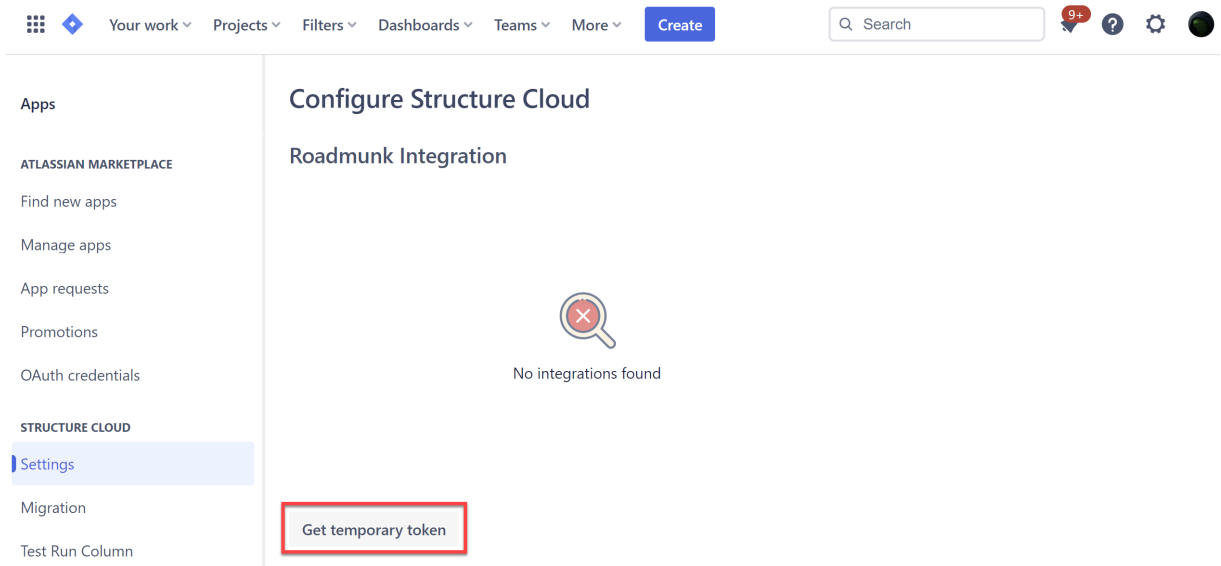 Your work Projects Filters Dashboards Teams More Create Search 9+
Apps
ATLASSIAN MARKETPLACE
Find new apps
Manage apps
App requests
Promotions
OAuth credentials
STRUCTURE CLOUD
Settings
Migration
Test Run Column
Configure Structure Cloud
Roadmunk Integration
No integrations found
Get temporary token